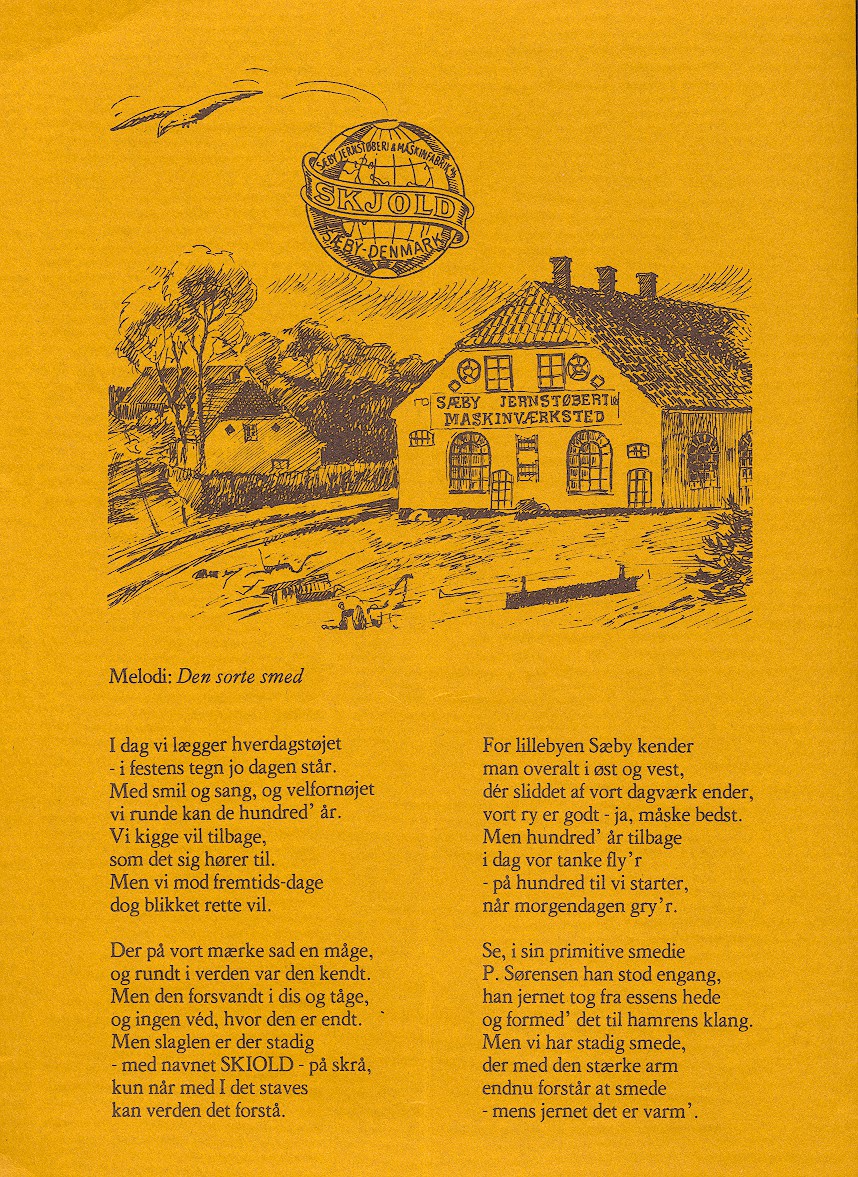 SÆBY JERNSTØBERI & MASKINFABRIK A/S
SKJOLD
SÆBY-DENMARK
SÆBY JERNSTØBERI
MASKINVÆRKSTED
Melodi: Den sorte smed
I dag vi lægger hverdagstøjet
- i festens tegn jo dagen står.
Med smil og sang, og velfornøjet
vi runde kan de hundred’ år.
Vi kigge vil tilbage,
som det sig hører til.
Men vi mod fremtids-dage
dog blikket rette vil.
Der på vort mærke sad en måge,
og rundt i verden var den kendt.
Men den forsvandt i dis og tåge,
og ingen véd, hvor den er endt.
Men slaglen er der stadig
- med navnet SKIOLD - på skrå,
kun når med I det staves
kan verden det forstå.
For lillebyen Sæby kender
man overalt i øst og vest,
dér sliddet af vort dagværk ender,
vort ry er godt - ja, måske bedst.
Men hundred’ år tilbage
i dag vor tanke fly’r
- på hundred til vi starter,
når morgendagen gry’r.
Se, i sin primitive smedie
P. Sørensen han stod engang,
han jernet tog fra essens hede
og formed’ det til hamrens klang.
Men vi har stadig smede,
der med den stærke arm
endnu forstår at smede
- mens jernet det er varm’.